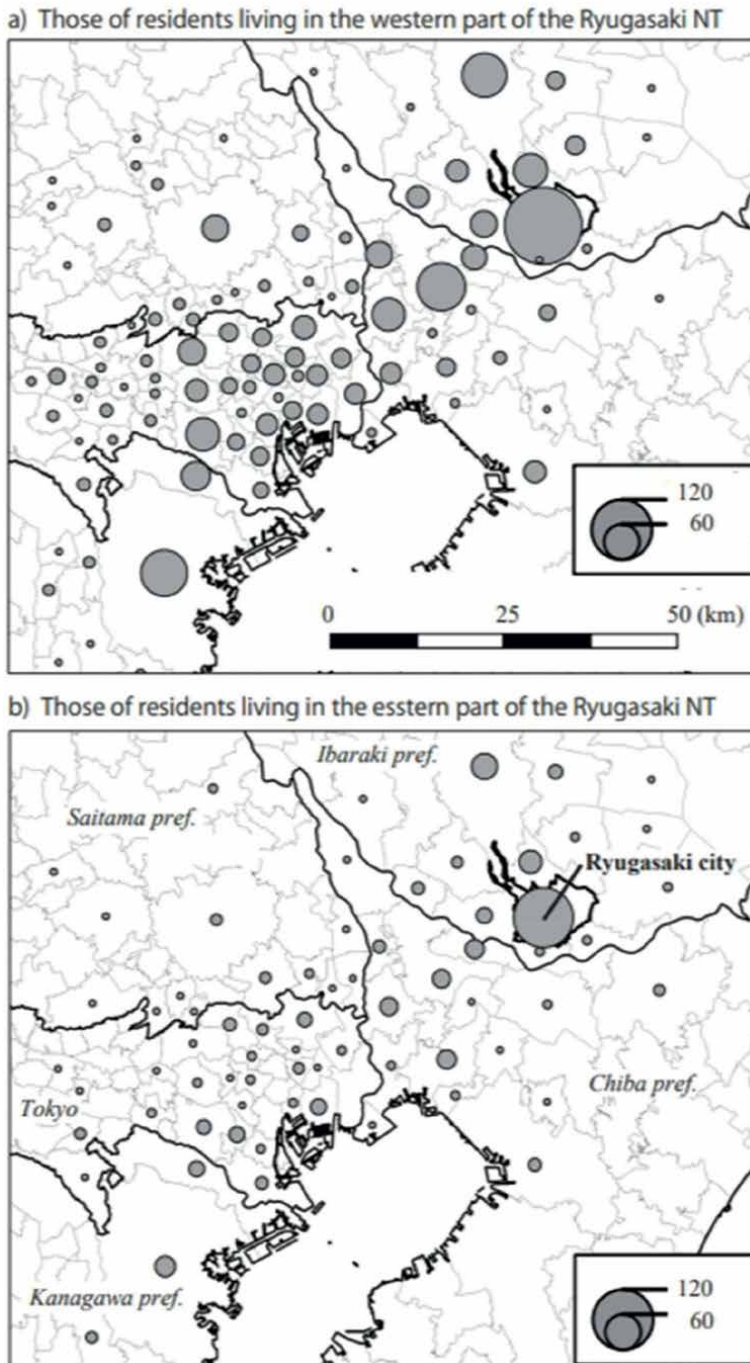 a) Those of residents living in the western part of the Ryugasaki NT
120
60
0 25 50 (km)
b) Those of residents living in the esstern part of the Ryugasaki NT
Ibaraki pref.
Saitama pref.
Ryugasaki city
Chiba pref.
Tokyo
Kanagawa pref.
120
60